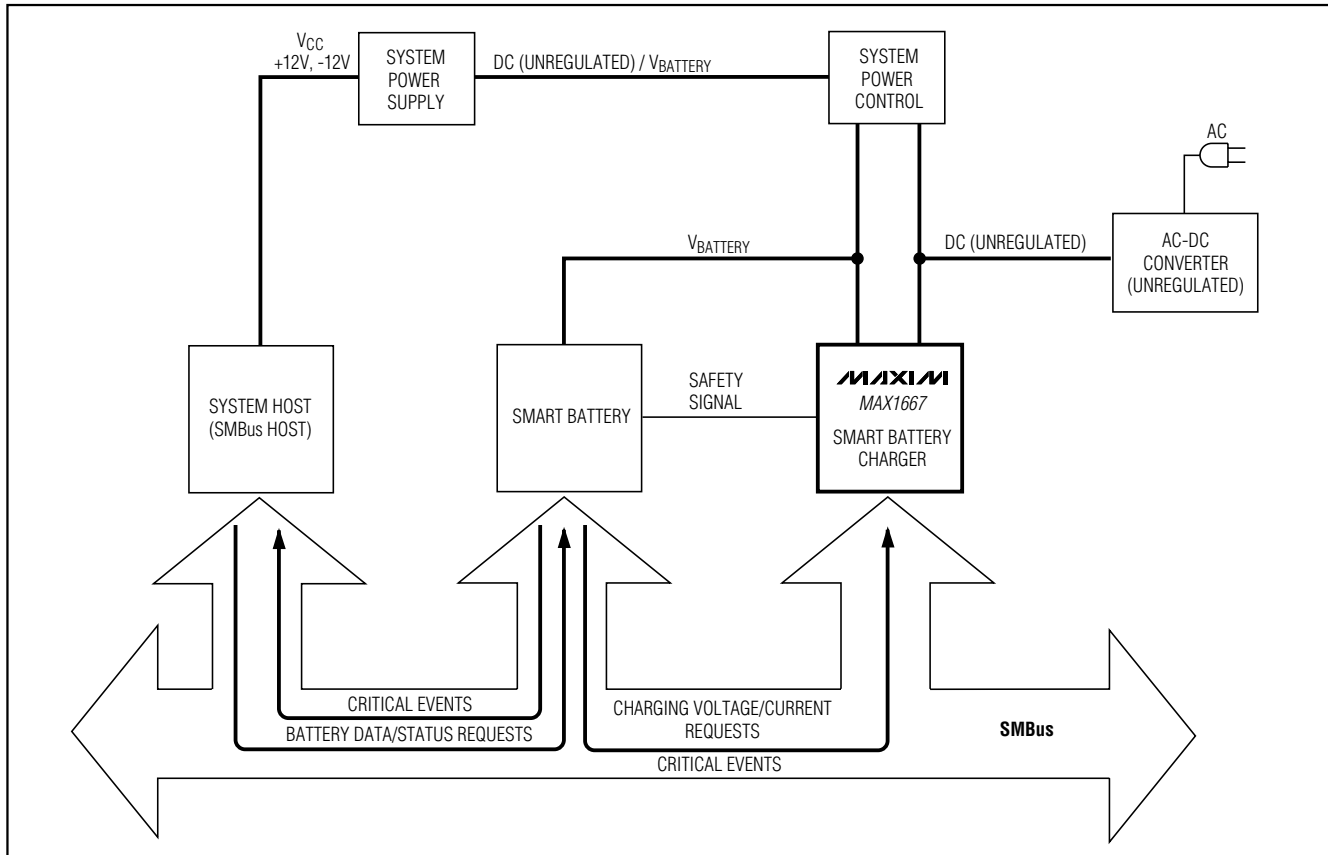 VCC
+12V, -12V
SYSTEM
POWER
SUPPLY
DC (UNREGULATED) / VBATTERY
SYSTEM
POWER
CONTROL
AC
VBATTERY
DC (UNREGULATED)
AC-DC
CONVERTER
(UNREGULATED)
SYSTEM HOST
(SMBus HOST)
SMART BATTERY
SAFETY
SIGNAL
MAXIM
MAX1667
SMART BATTERY
CHARGER
CRITICAL EVENTS
BATTERY DATA/STATUS REQUESTS
CHARGING VOLTAGE/CURRENT
REQUESTS
CRITICAL EVENTS
SMBus